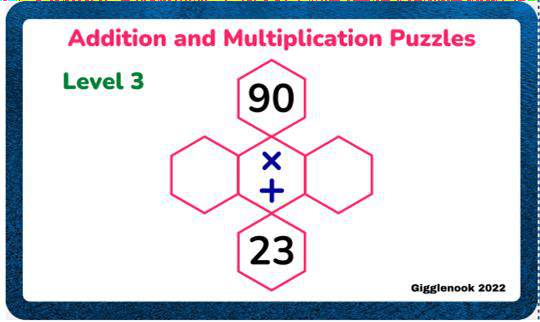 Addition and Multiplication Puzzles
Level 3
90
×
+
23
Gigglenook 2022